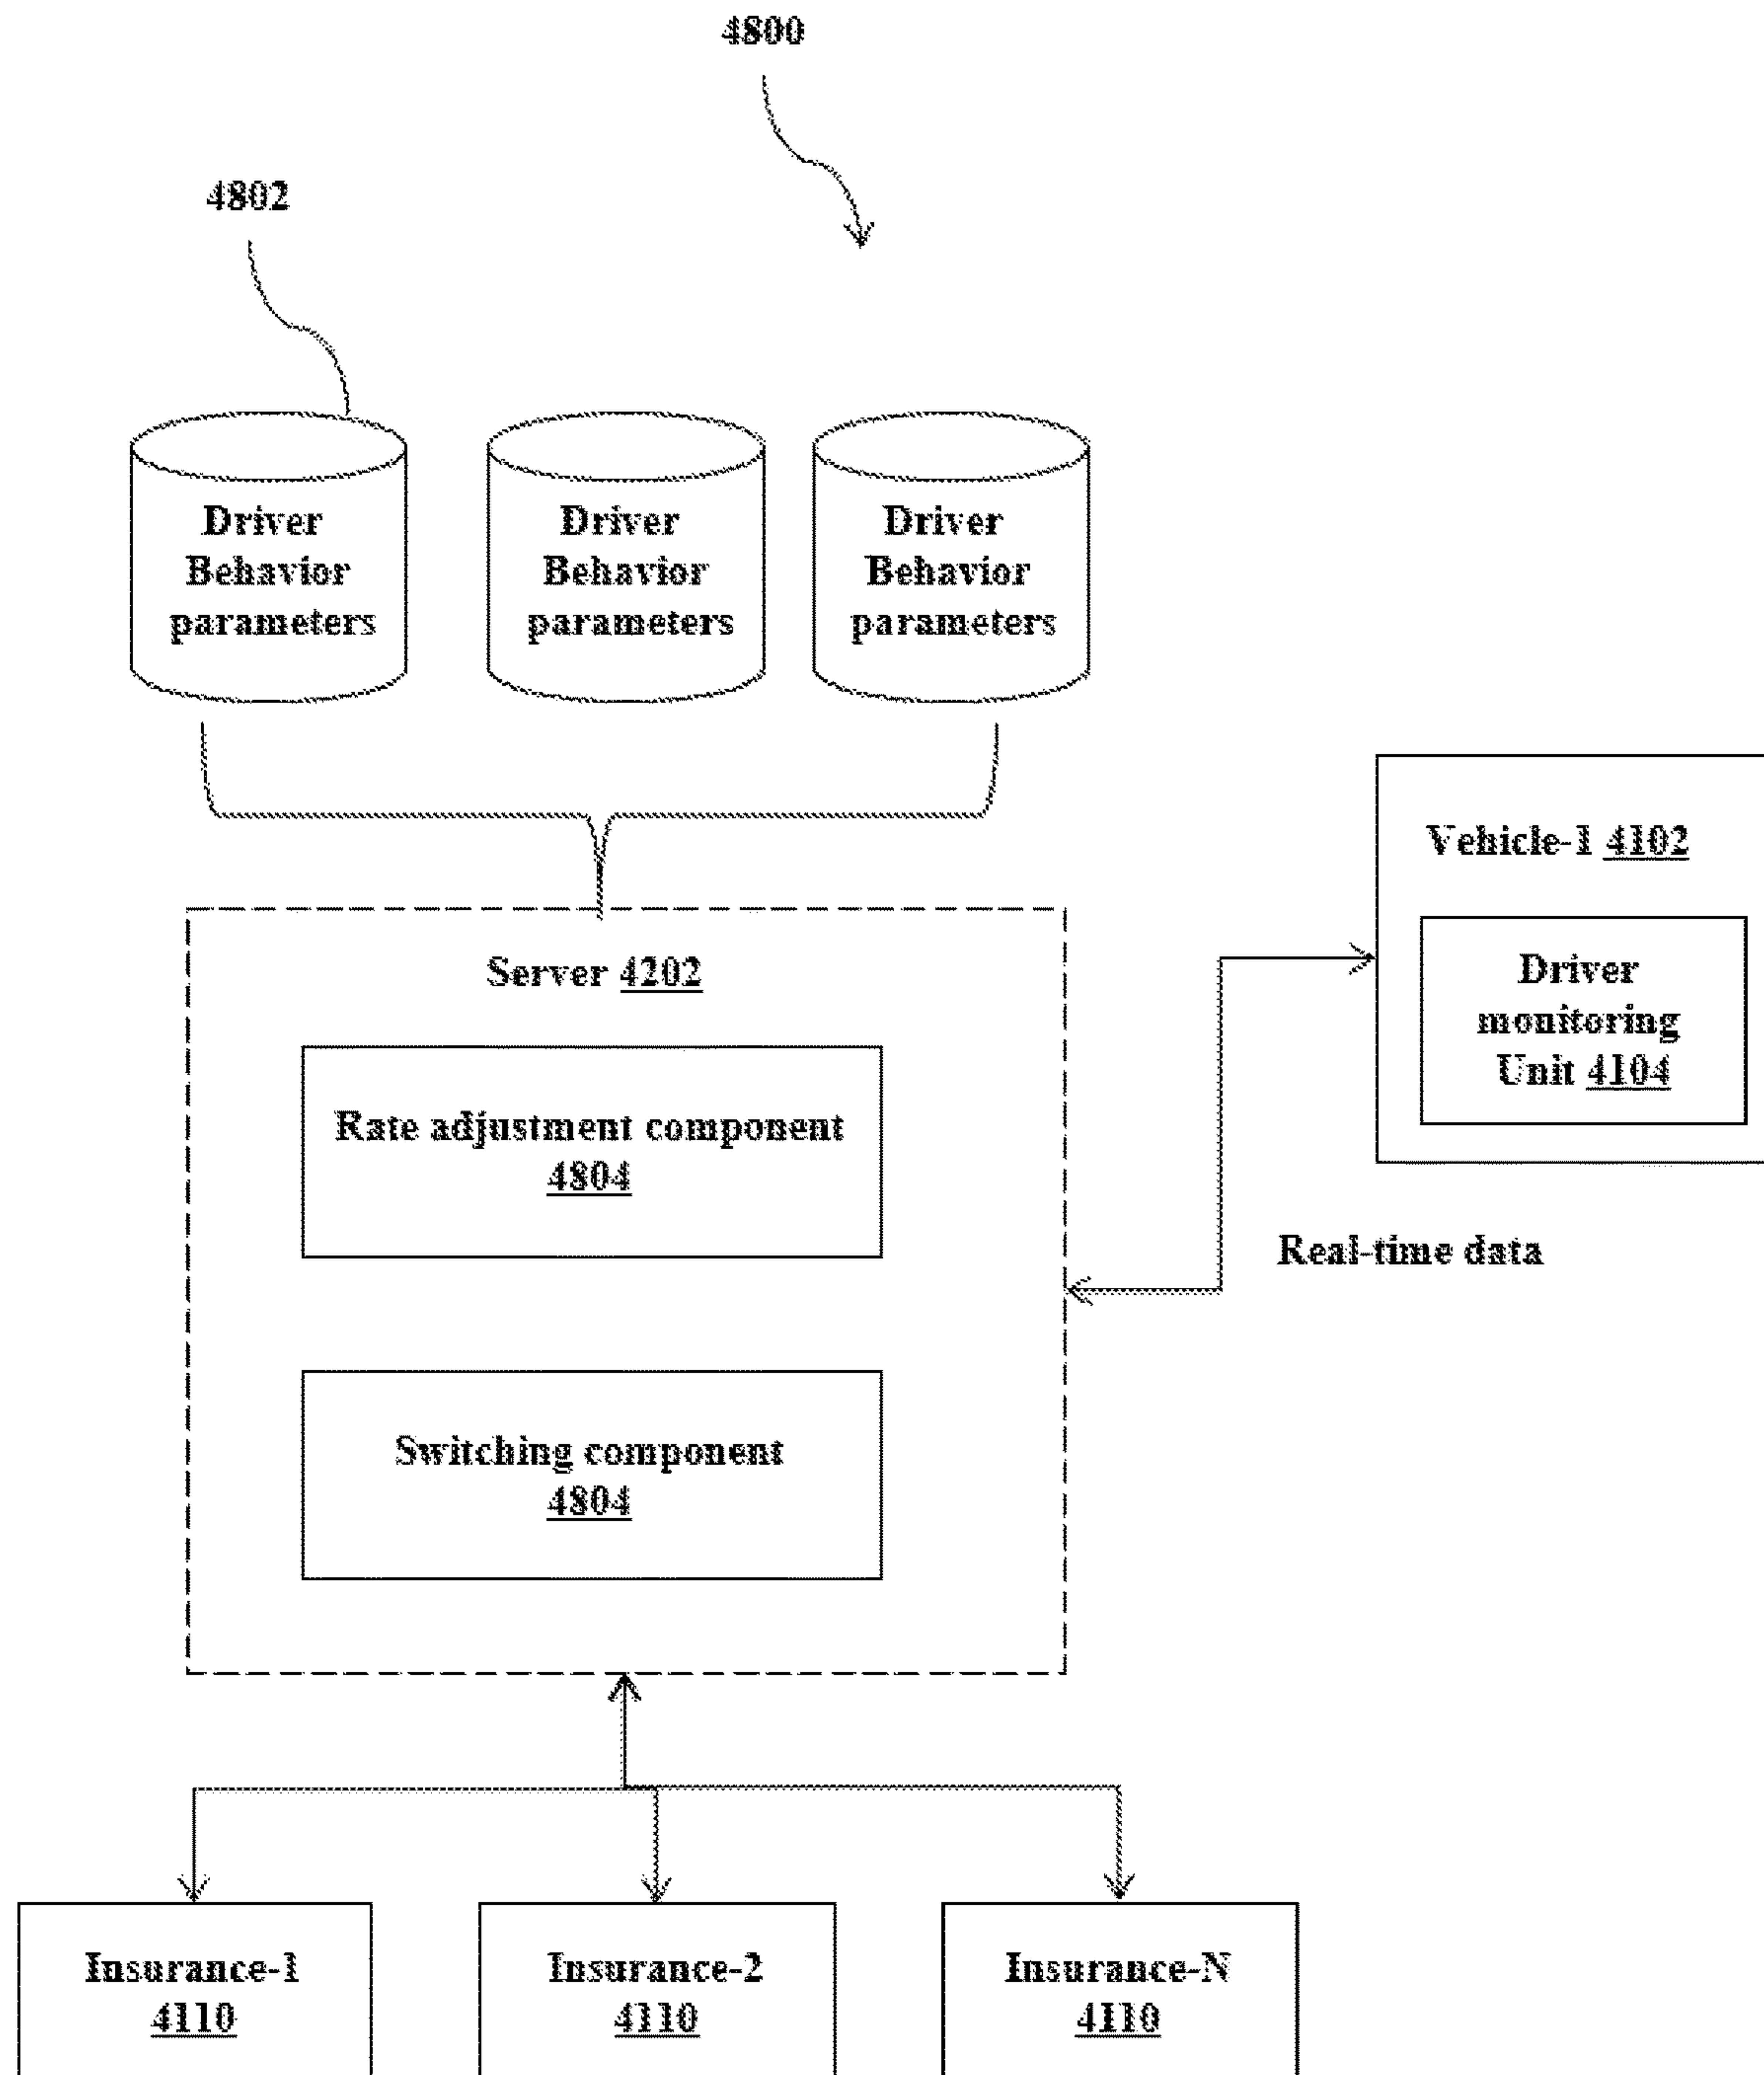 4800
4802
Driver
Behavior
parameters
Driver
Behavior
parameters
Driver
Behavior
parameters
Vehicle-1 4102
Driver
monitoring
Unit 4104
Server 4202
Rate adjustment component
4804
Real-time data
Switching component
4804
Insurance-1
4110
Insurance-2
4110
Insurance-N
4110